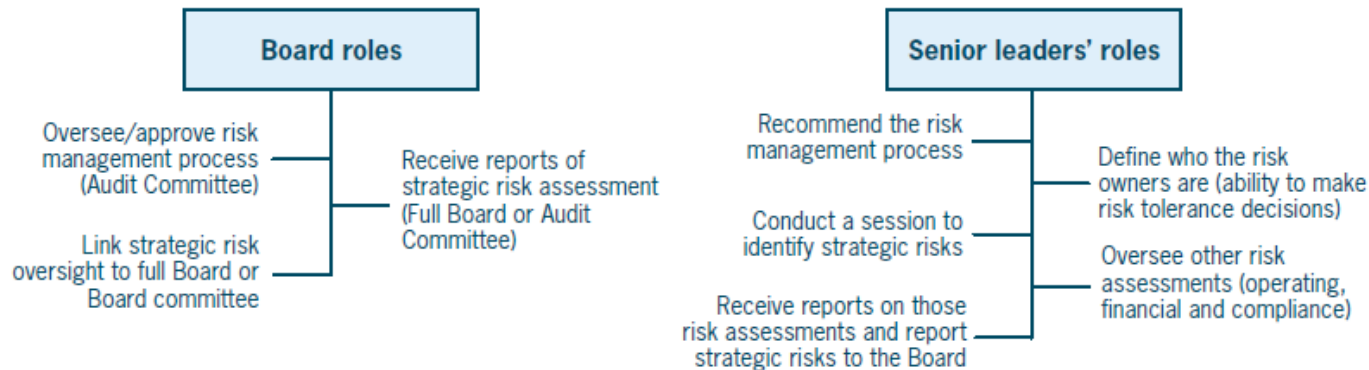 Board roles
Oversee/approve risk
management process
(Audit Committee)
Receive reports of
strategic risk assessment
(Full Board or Audit
Committee)
Link strategic risk
oversight to full Board or
Board committee
Senior leaders’ roles
Recommend the risk
management process
Define who the risk
owners are (ability to make
risk tolerance decisions)
Conduct a session to
identify strategic risks
Oversee other risk
assessments (operating,
financial and compliance)
Receive reports on those
risk assessments and report
strategic risks to the Board